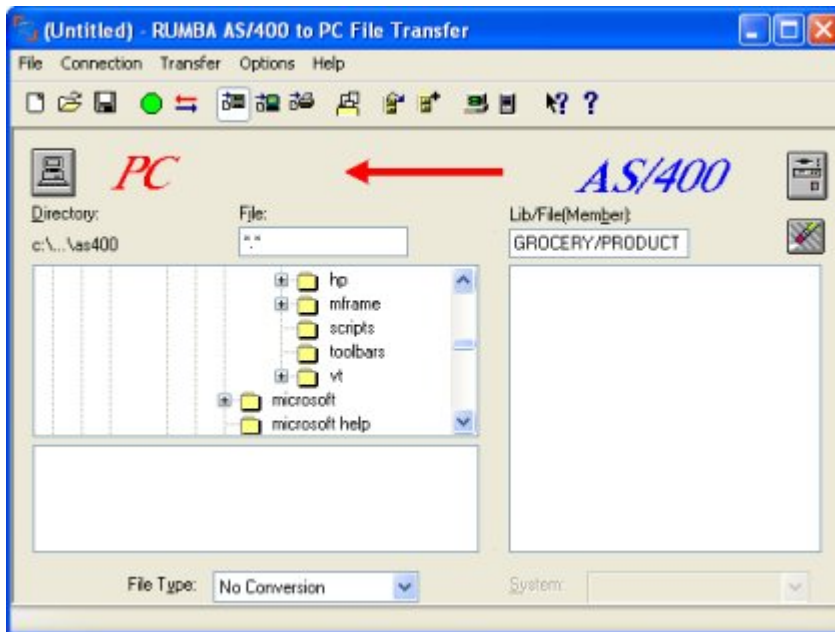 (Untitled) - RUMBA AS/400 to PC File Transfer
File Connection Transfer Options Help
PC AS/400
Directory: File: Lib/File(Member):
c:\...\as400 *.* GROCERY/PRODUCT
hp
mframe
scripts
toolbars
vt
microsoft
microsoft help
File Type: No Conversion System: